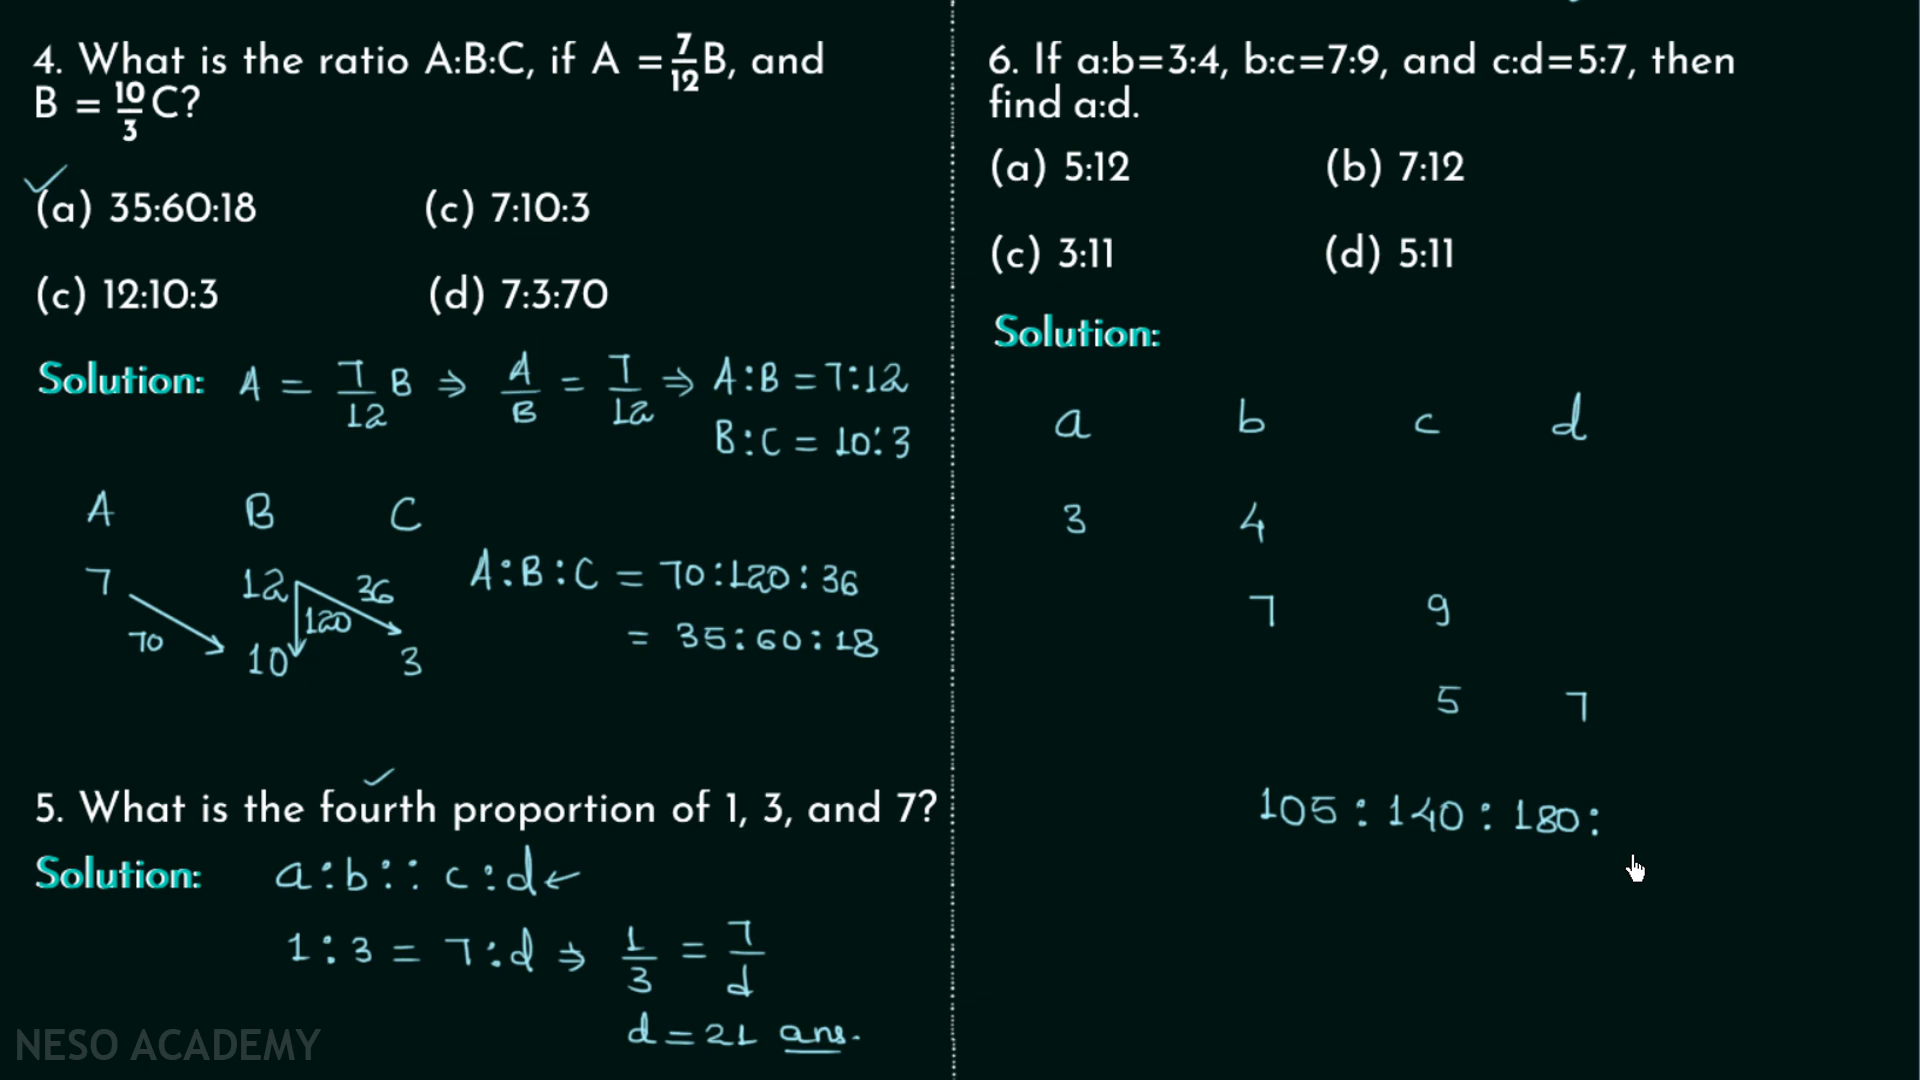 4. What is the ratio A:B:C, if A = 7/12 B, and
B = 10/3 C?
(a) 35:60:18 (c) 7:10:3
(c) 12:10:3 (d) 7:3:70
Solution: A = 7/12 B ⇒ A/B = 7/12 ⇒ A:B = 7:12
B:C = 10:3
A B C
7 12 36
120
70
10 3
A:B:C = 70:120:36
= 35:60:18
5. What is the fourth proportion of 1, 3, and 7?
Solution: a:b:: c:d ←
1:3 = 7:d ⇒ 1/3 = 7/d
d = 21 ans.
NESO ACADEMY
6. If a:b=3:4, b:c=7:9, and c:d=5:7, then
find a:d.
(a) 5:12 (b) 7:12
(c) 3:11 (d) 5:11
Solution:
a b c d
3 4
7 9
5 7
105 : 140 : 180 :